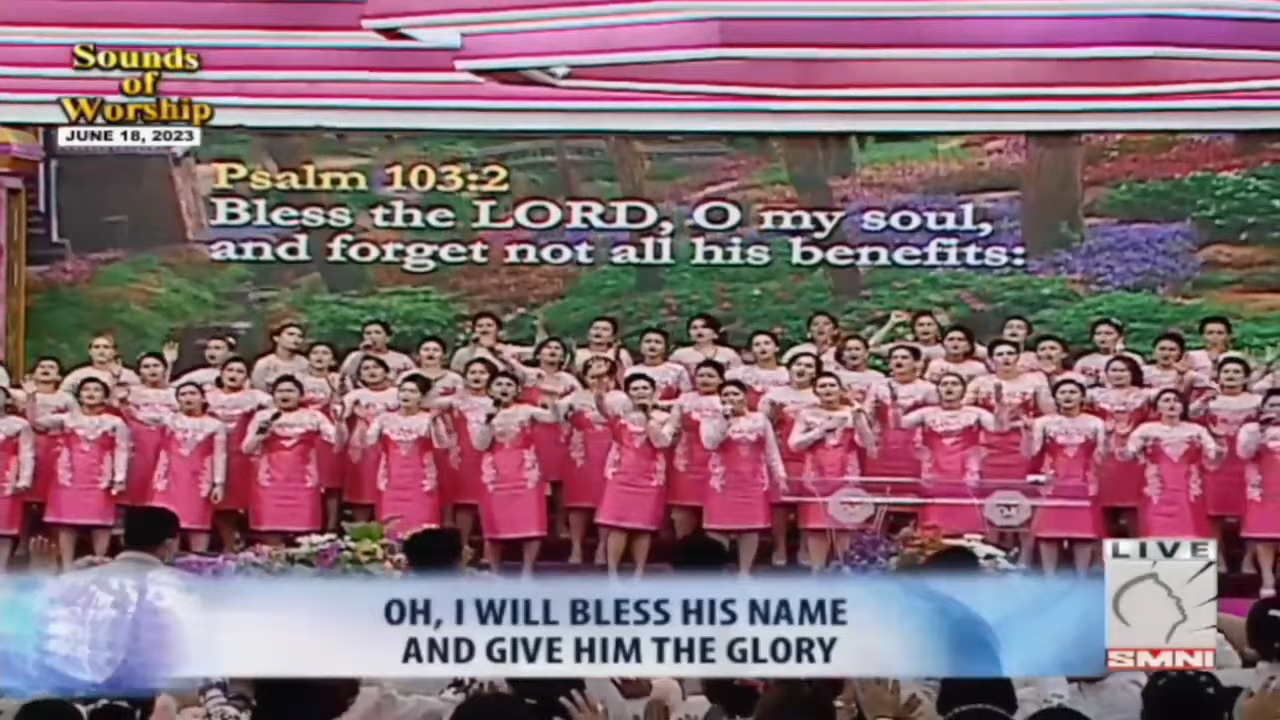 Sounds
of
Worship
JUNE 18, 2023
Psalm 103:2
Bless the LORD, O my soul,
and forget not all his benefits:
OH, I WILL BLESS HIS NAME
AND GIVE HIM THE GLORY
LIVE
SMNI